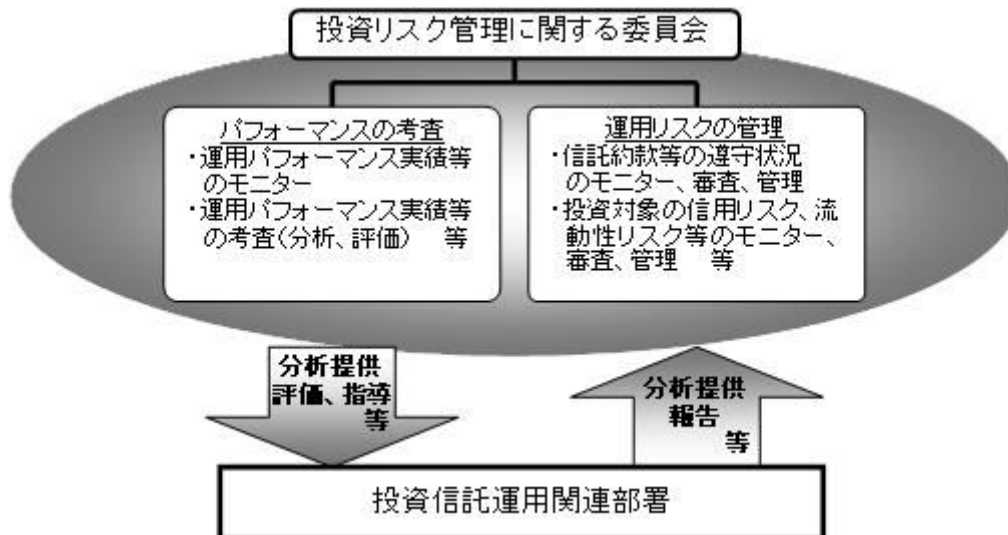 投資リスク管理に関する委員会
パフォーマンスの考査
・運用パフォーマンス実績等
のモニター
・運用パフォーマンス実績等
の考査(分析、評価) 等
運用リスクの管理
・信託約款等の遵守状況
のモニター、審査、管理
・投資対象の信用リスク、流
動性リスク等のモニター、
審査、管理 等
分析提供
評価、指導
等
分析提供
報告
等
投資信託運用関連部署